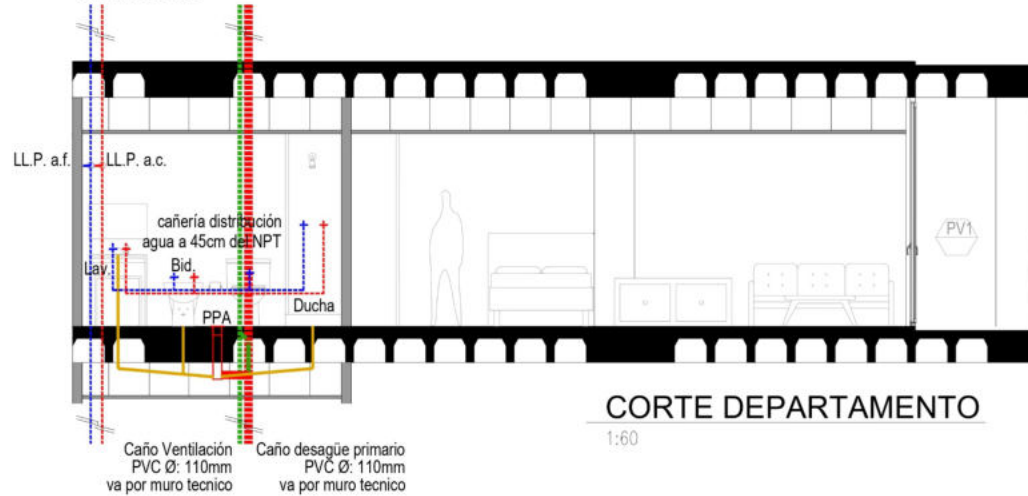 LL.P. a.f.
LL.P. a.c.
cañería distribución
agua a 45cm del NPT
Lav.
Bid.
PPA
Ducha
PV1
CORTE DEPARTAMENTO
1:60
Caño Ventilación
PVC Ø: 110mm
va por muro tecnico
Caño desagüe primario
PVC Ø: 110mm
va por muro tecnico